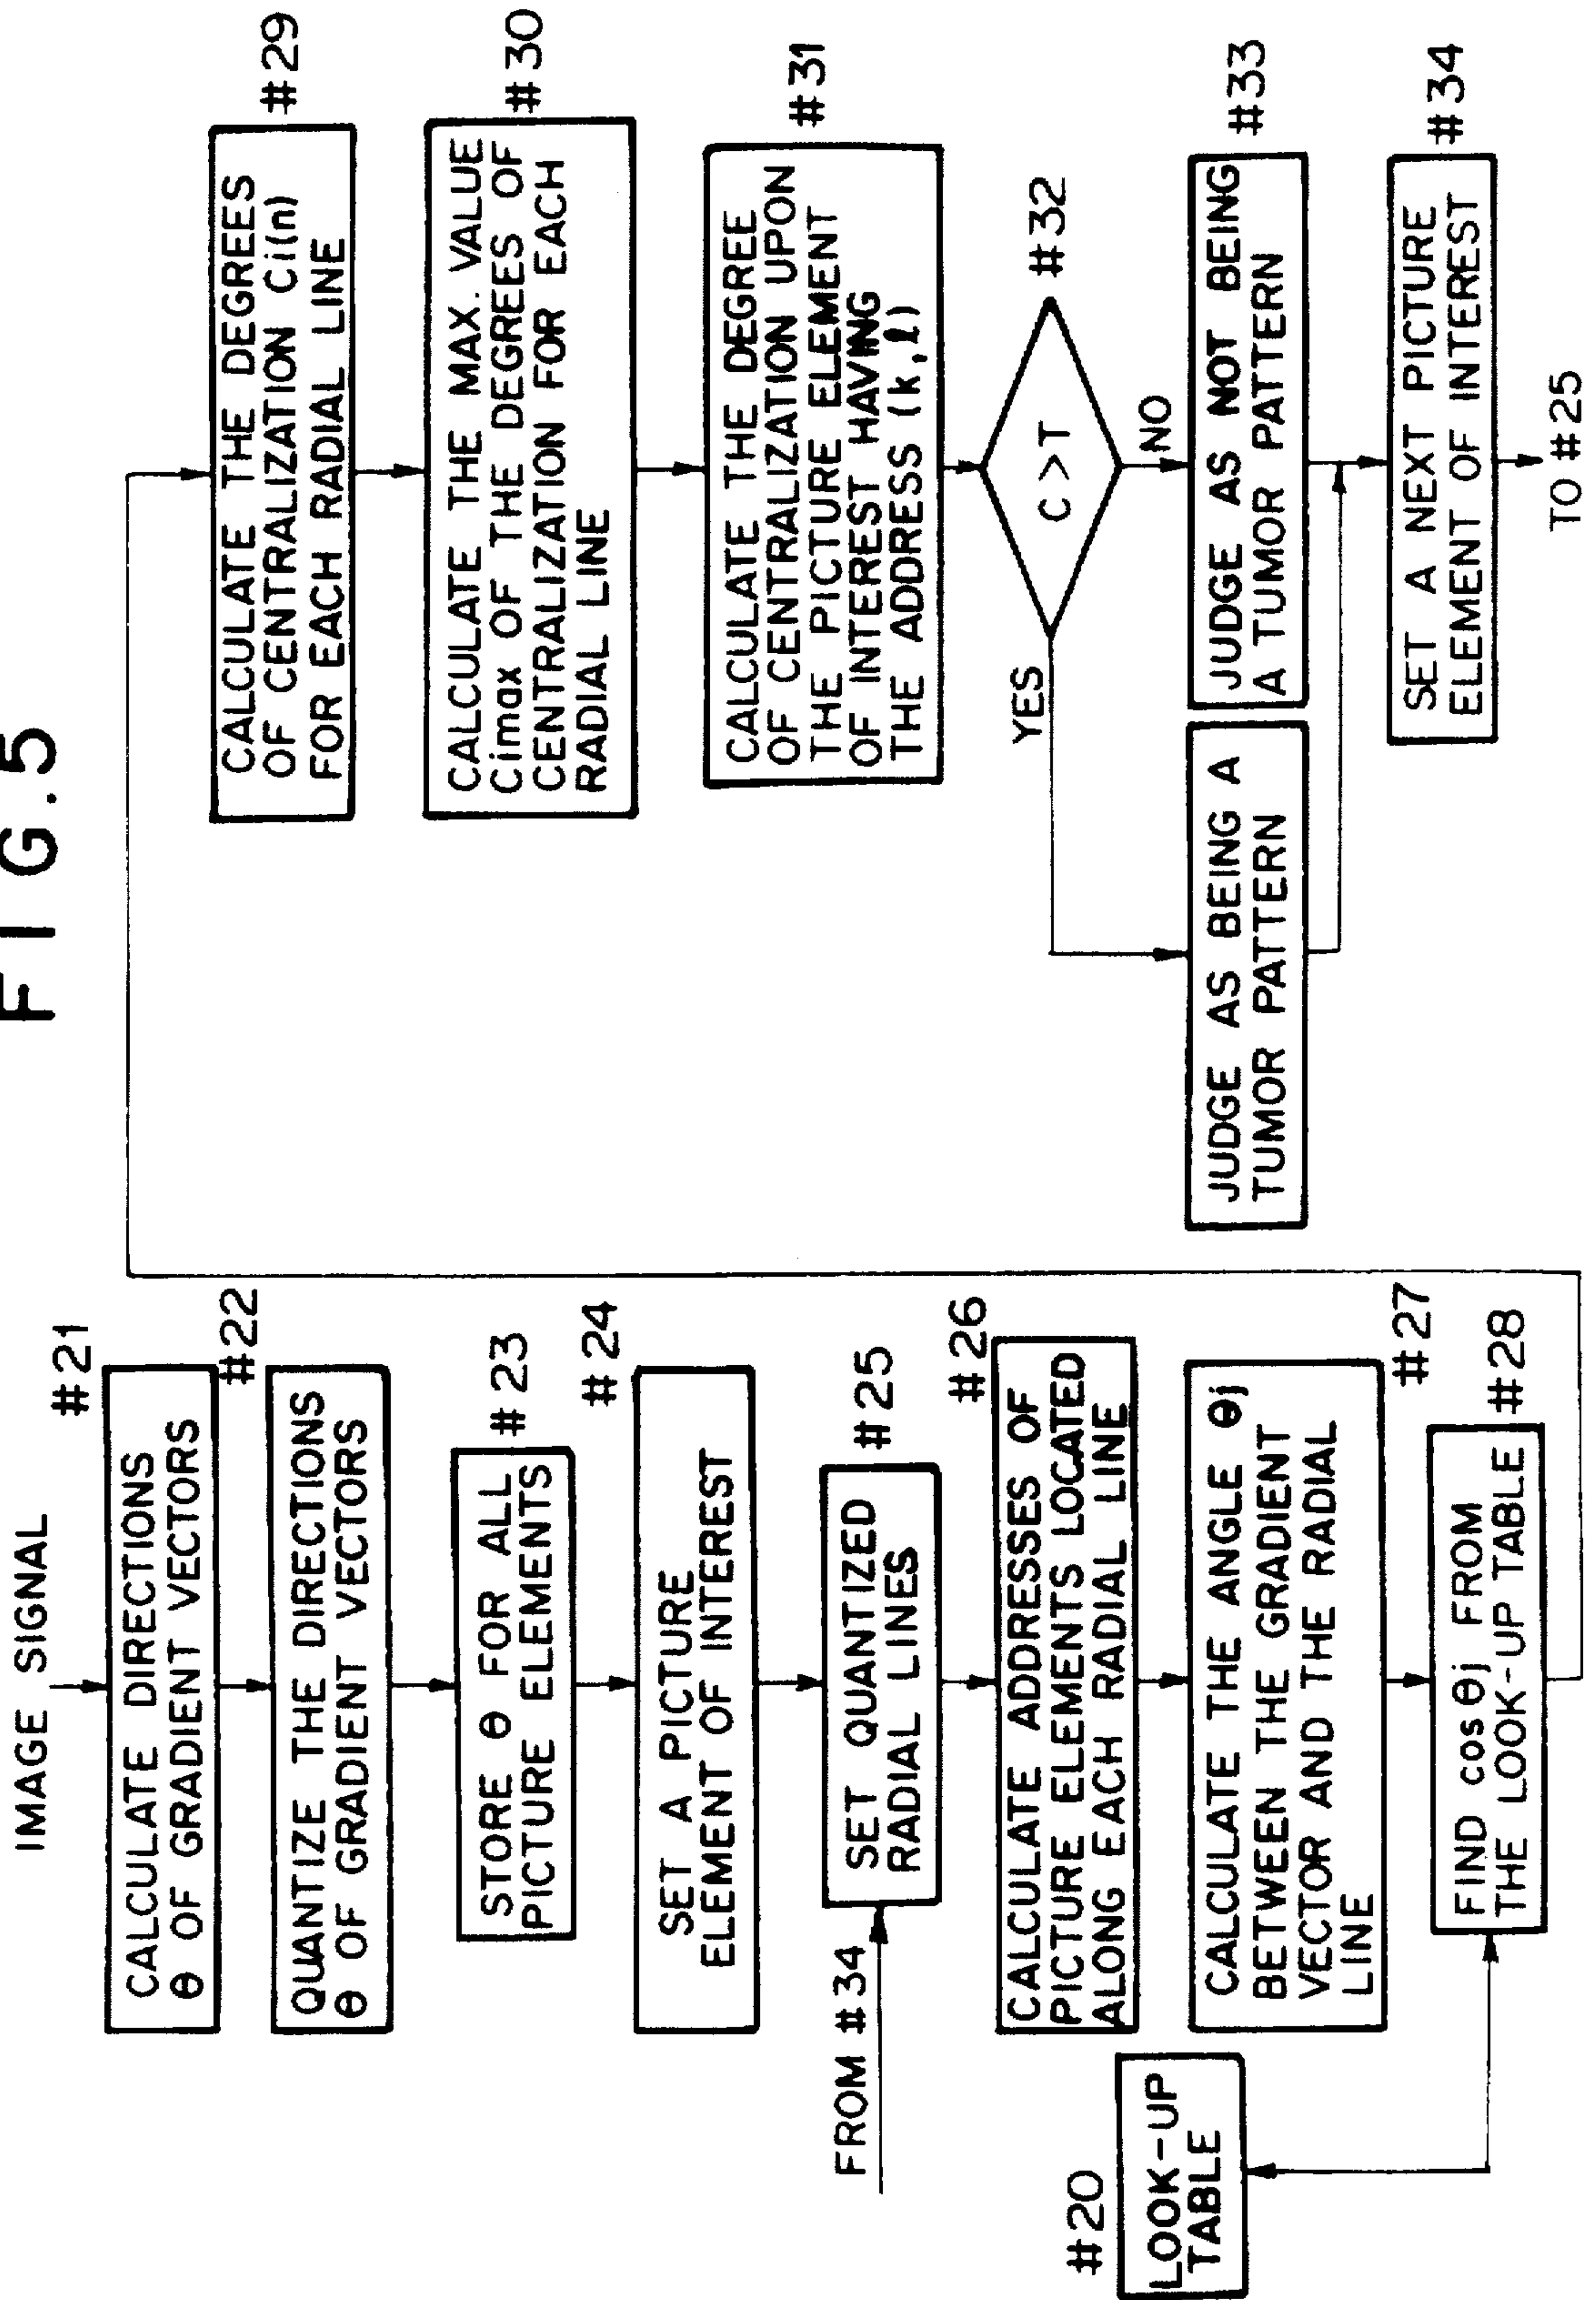 FIG.5
IMAGE SIGNAL
#21
CALCULATE DIRECTIONS
θ OF GRADIENT VECTORS
#22
QUANTIZE THE DIRECTIONS
θ OF GRADIENT VECTORS
#23
STORE θ FOR ALL
PICTURE ELEMENTS
#24
SET A PICTURE
ELEMENT OF INTEREST
#25
FROM #34
SET QUANTIZED
RADIAL LINES
#26
CALCULATE ADDRESSES OF
PICTURE ELEMENTS LOCATED
ALONG EACH RADIAL LINE
#27
CALCULATE THE ANGLE θj
BETWEEN THE GRADIENT
VECTOR AND THE RADIAL
LINE
#20
LOOK-UP
TABLE
#28
FIND cosθj FROM
THE LOOK-UP TABLE
#29
CALCULATE THE DEGREES
OF CENTRALIZATION Ci(n)
FOR EACH RADIAL LINE
#30
CALCULATE THE MAX. VALUE
Cimax OF THE DEGREES OF
CENTRALIZATION FOR EACH
RADIAL LINE
#31
CALCULATE THE DEGREE
OF CENTRALIZATION UPON
THE PICTURE ELEMENT
OF INTEREST HAVING
THE ADDRESS (k,ℓ)
#32
C > T
YES
NO
JUDGE AS BEING A
TUMOR PATTERN
#33
JUDGE AS NOT BEING
A TUMOR PATTERN
#34
SET A NEXT PICTURE
ELEMENT OF INTEREST
TO #25